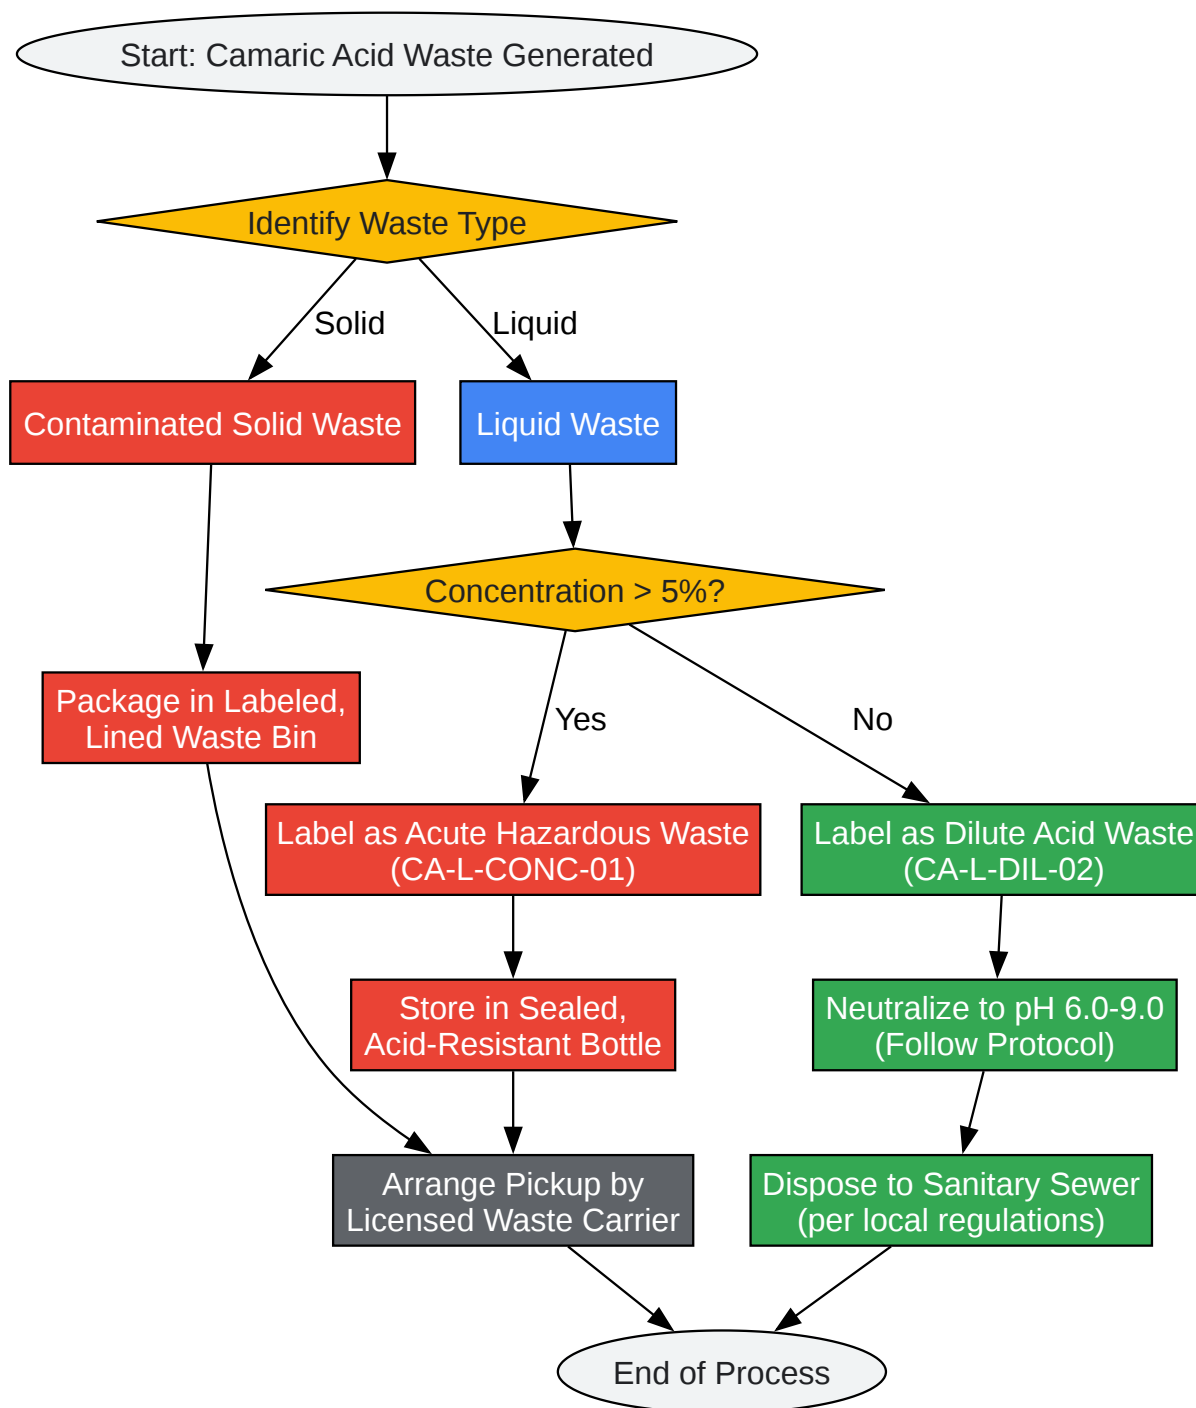 Start: Camaric Acid Waste Generated
Identify Waste Type
Solid
Liquid
Contaminated Solid Waste
Liquid Waste
Concentration > 5%?
Package in Labeled,
Lined Waste Bin
Yes
No
Label as Acute Hazardous Waste
(CA-L-CONC-01)
Label as Dilute Acid Waste
(CA-L-DIL-02)
Store in Sealed,
Acid-Resistant Bottle
Neutralize to pH 6.0-9.0
(Follow Protocol)
Arrange Pickup by
Licensed Waste Carrier
Dispose to Sanitary Sewer
(per local regulations)
End of Process